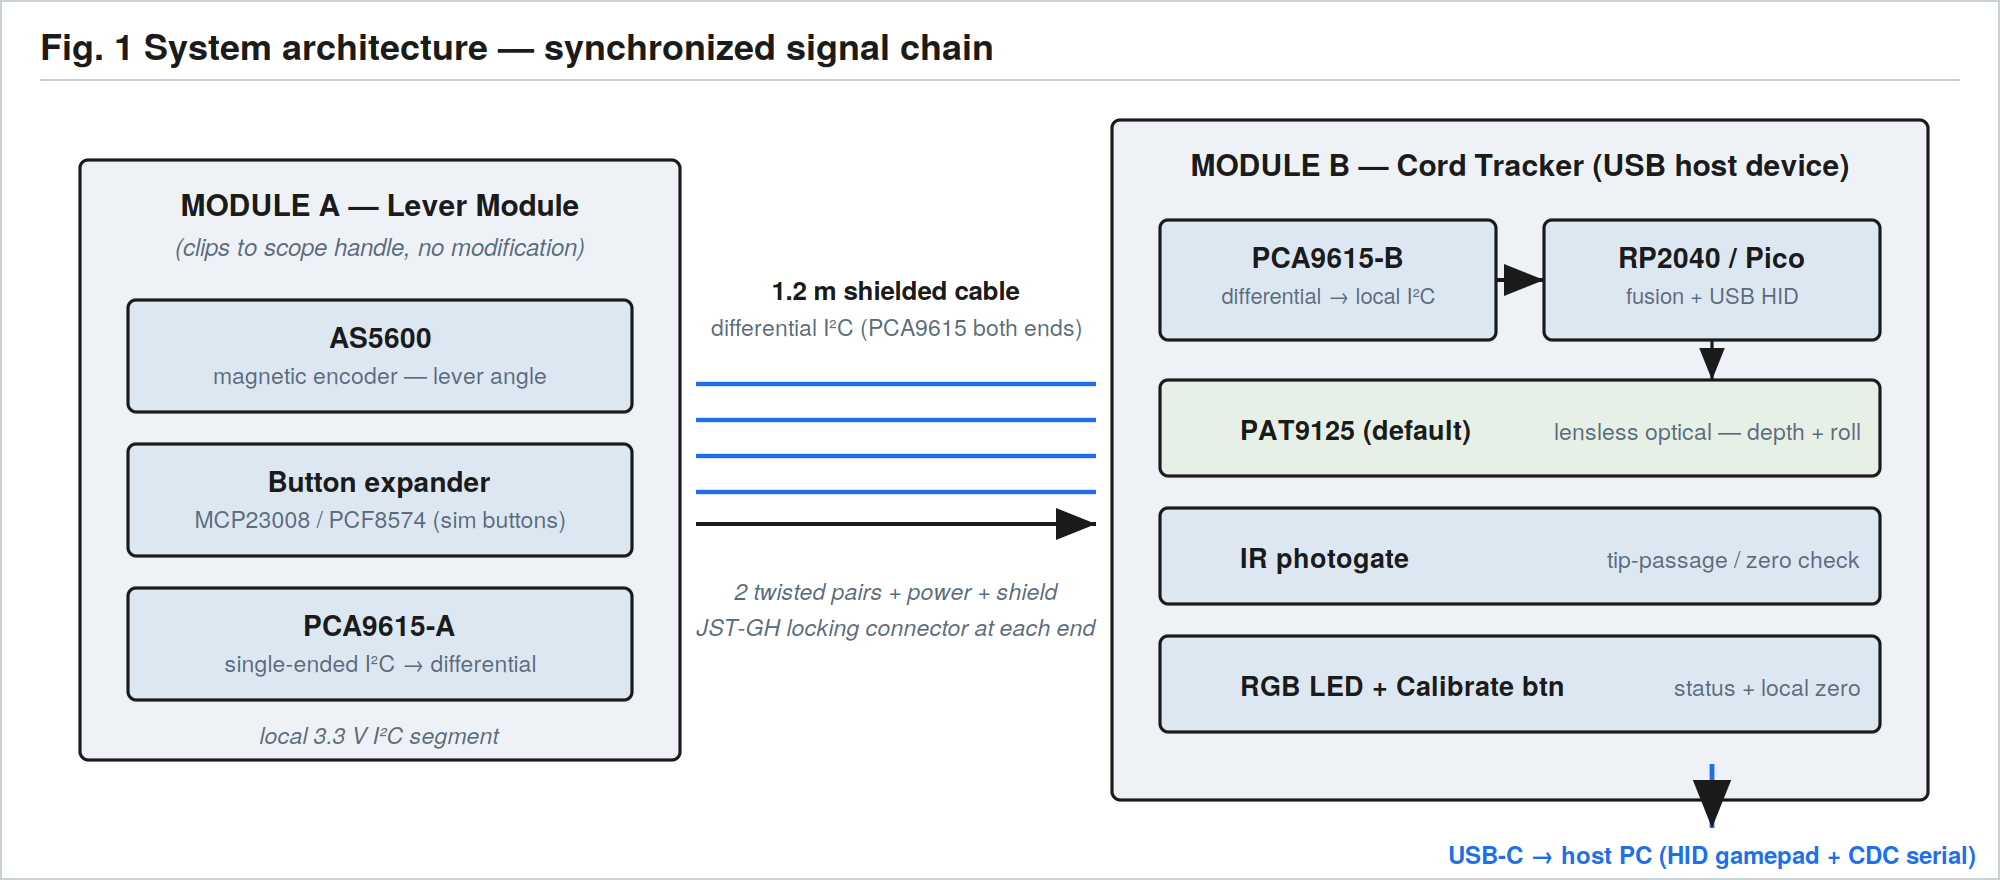 Fig. 1 System architecture — synchronized signal chain
MODULE A — Lever Module
(clips to scope handle, no modification)
AS5600
magnetic encoder — lever angle
Button expander
MCP23008 / PCF8574 (sim buttons)
PCA9615-A
single-ended I²C → differential
local 3.3 V I²C segment
1.2 m shielded cable
differential I²C (PCA9615 both ends)
2 twisted pairs + power + shield
JST-GH locking connector at each end
MODULE B — Cord Tracker (USB host device)
PCA9615-B
differential → local I²C
RP2040 / Pico
fusion + USB HID
PAT9125 (default) lensless optical — depth + roll
IR photogate tip-passage / zero check
RGB LED + Calibrate btn status + local zero
USB-C → host PC (HID gamepad + CDC serial)